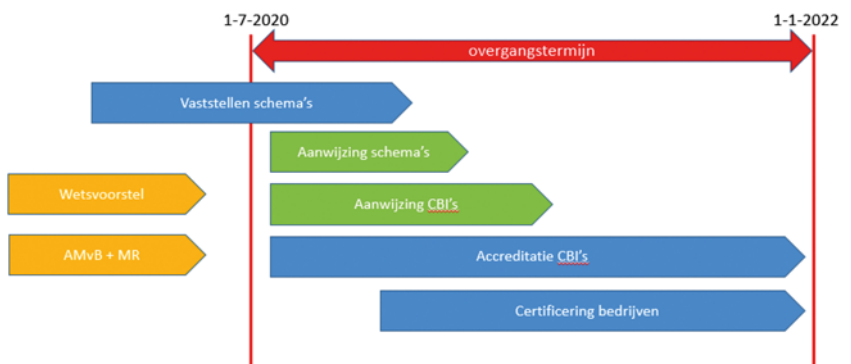 1-7-2020
1-1-2022
overgangstermijn
Vaststellen schema's
Aanwijzing schema's
Wetsvoorstel
Aanwijzing CBI's
AMvB + MR
Accreditatie CBI's
Certificering bedrijven